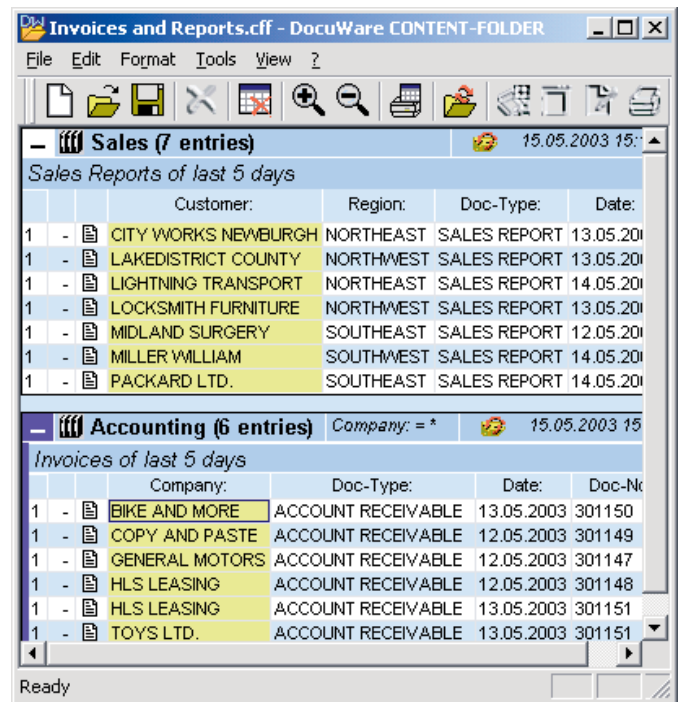 Invoices and Reports.cff - DocuWare CONTENT-FOLDER
File Edit Format Tools View ?
Sales (7 entries) 15.05.2003 15:
Sales Reports of last 5 days
Customer: Region: Doc-Type: Date:
1 - CITY WORKS NEWBURGH NORTHEAST SALES REPORT 13.05.20
1 - LAKEDISTRICT COUNTY NORTHWEST SALES REPORT 13.05.20
1 - LIGHTNING TRANSPORT NORTHEAST SALES REPORT 14.05.20
1 - LOCKSMITH FURNITURE NORTHWEST SALES REPORT 13.05.20
1 - MIDLAND SURGERY SOUTHEAST SALES REPORT 12.05.20
1 - MILLER WILLIAM SOUTHWEST SALES REPORT 14.05.20
1 - PACKARD LTD. SOUTHEAST SALES REPORT 14.05.20
Accounting (6 entries) Company: = * 15.05.2003 15
Invoices of last 5 days
Company: Doc-Type: Date: Doc-No
1 - BIKE AND MORE ACCOUNT RECEIVABLE 13.05.2003 301150
1 - COPY AND PASTE ACCOUNT RECEIVABLE 12.05.2003 301149
1 - GENERAL MOTORS ACCOUNT RECEIVABLE 12.05.2003 301147
1 - HLS LEASING ACCOUNT RECEIVABLE 12.05.2003 301148
1 - HLS LEASING ACCOUNT RECEIVABLE 13.05.2003 301151
1 - TOYS LTD. ACCOUNT RECEIVABLE 13.05.2003 301151
Ready